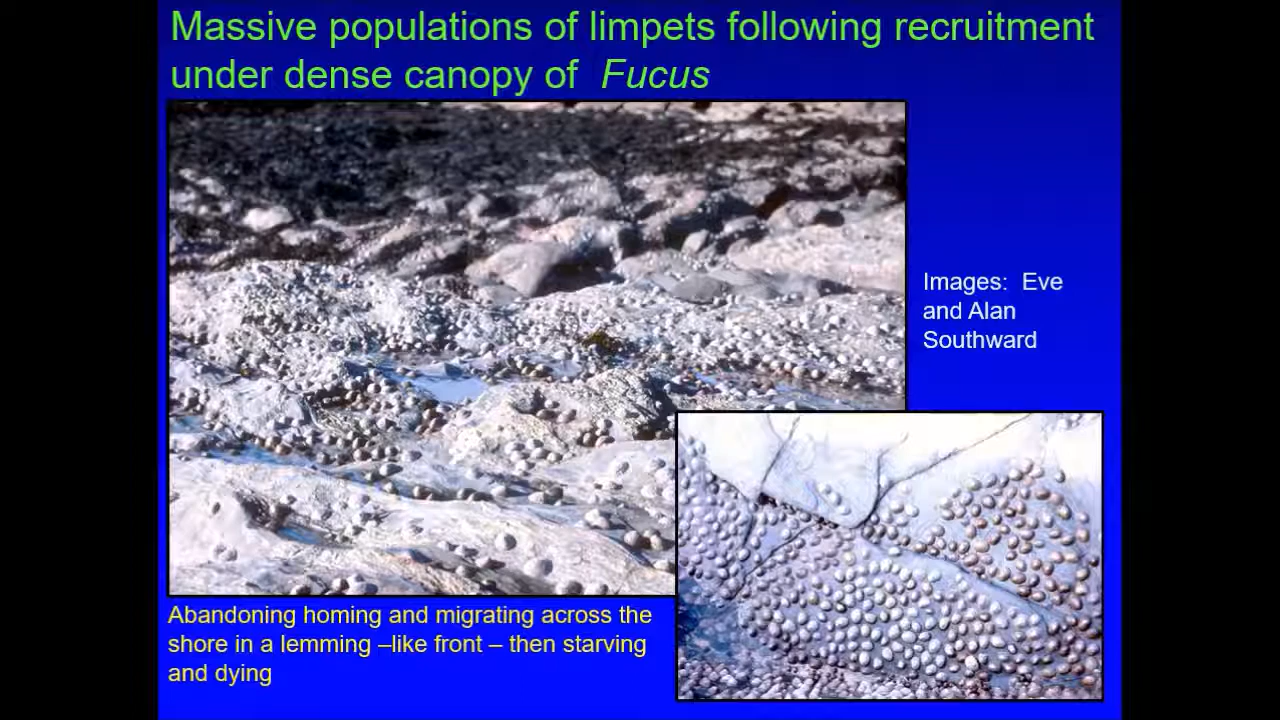 Massive populations of limpets following recruitment
under dense canopy of Fucus
Images: Eve
and Alan
Southward
Abandoning homing and migrating across the
shore in a lemming –like front – then starving
and dying